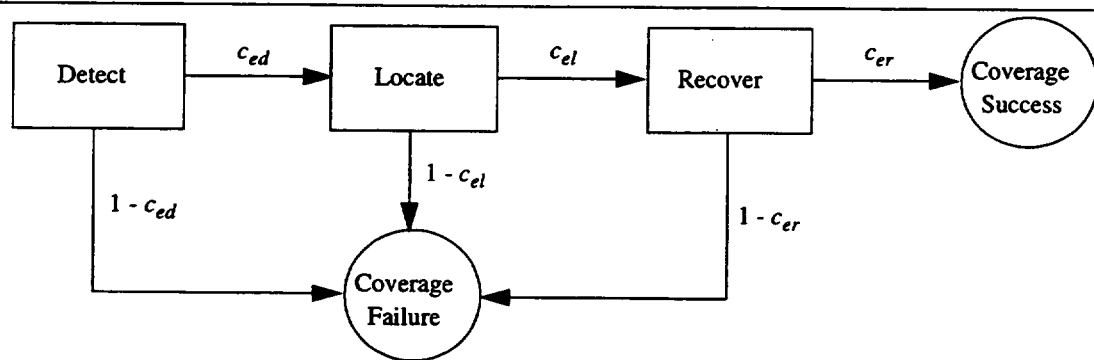 Detect
c_ed
Locate
c_el
Recover
c_er
Coverage
Success
1 - c_ed
1 - c_el
1 - c_er
Coverage
Failure